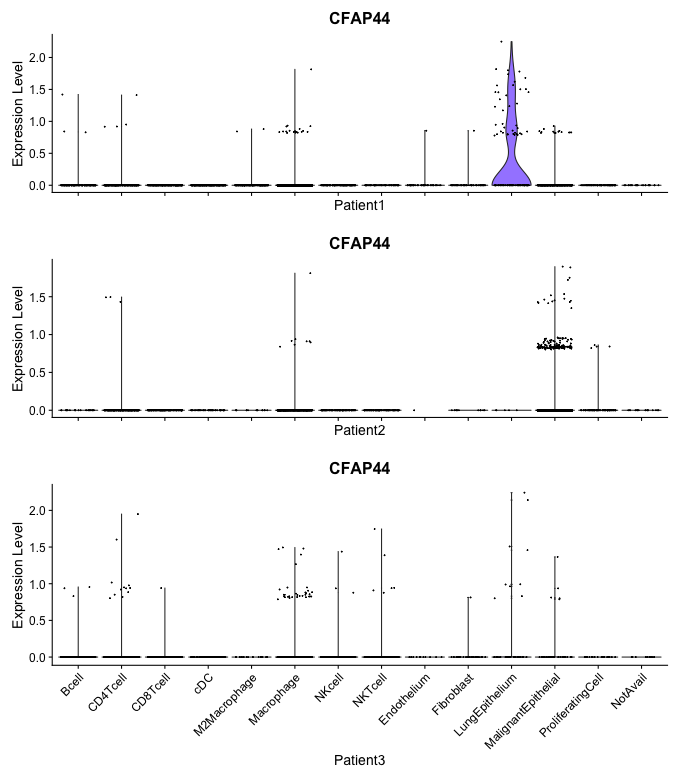 CFAP44
Expression Level
2.0
1.5
1.0
0.5
0.0
Patient1
CFAP44
Expression Level
1.5
1.0
0.5
0.0
Patient2
CFAP44
Expression Level
2.0
1.5
1.0
0.5
0.0
Bcell
CD4Tcell
CD8Tcell
cDC
M2Macrophage
Macrophage
NKcell
NKTcell
Endothelium
Fibroblast
LungEpithelium
MalignantEpithelial
ProliferatingCell
NotAvail
Patient3